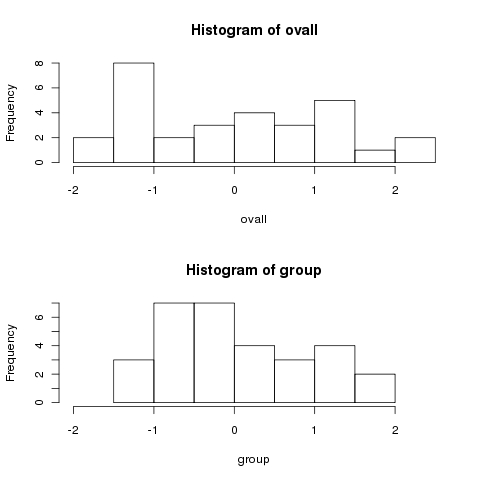 Histogram of ovall
Frequency
8
6
4
2
0
-2 -1 0 1 2
ovall
Histogram of group
Frequency
6
4
2
0
-2 -1 0 1 2
group